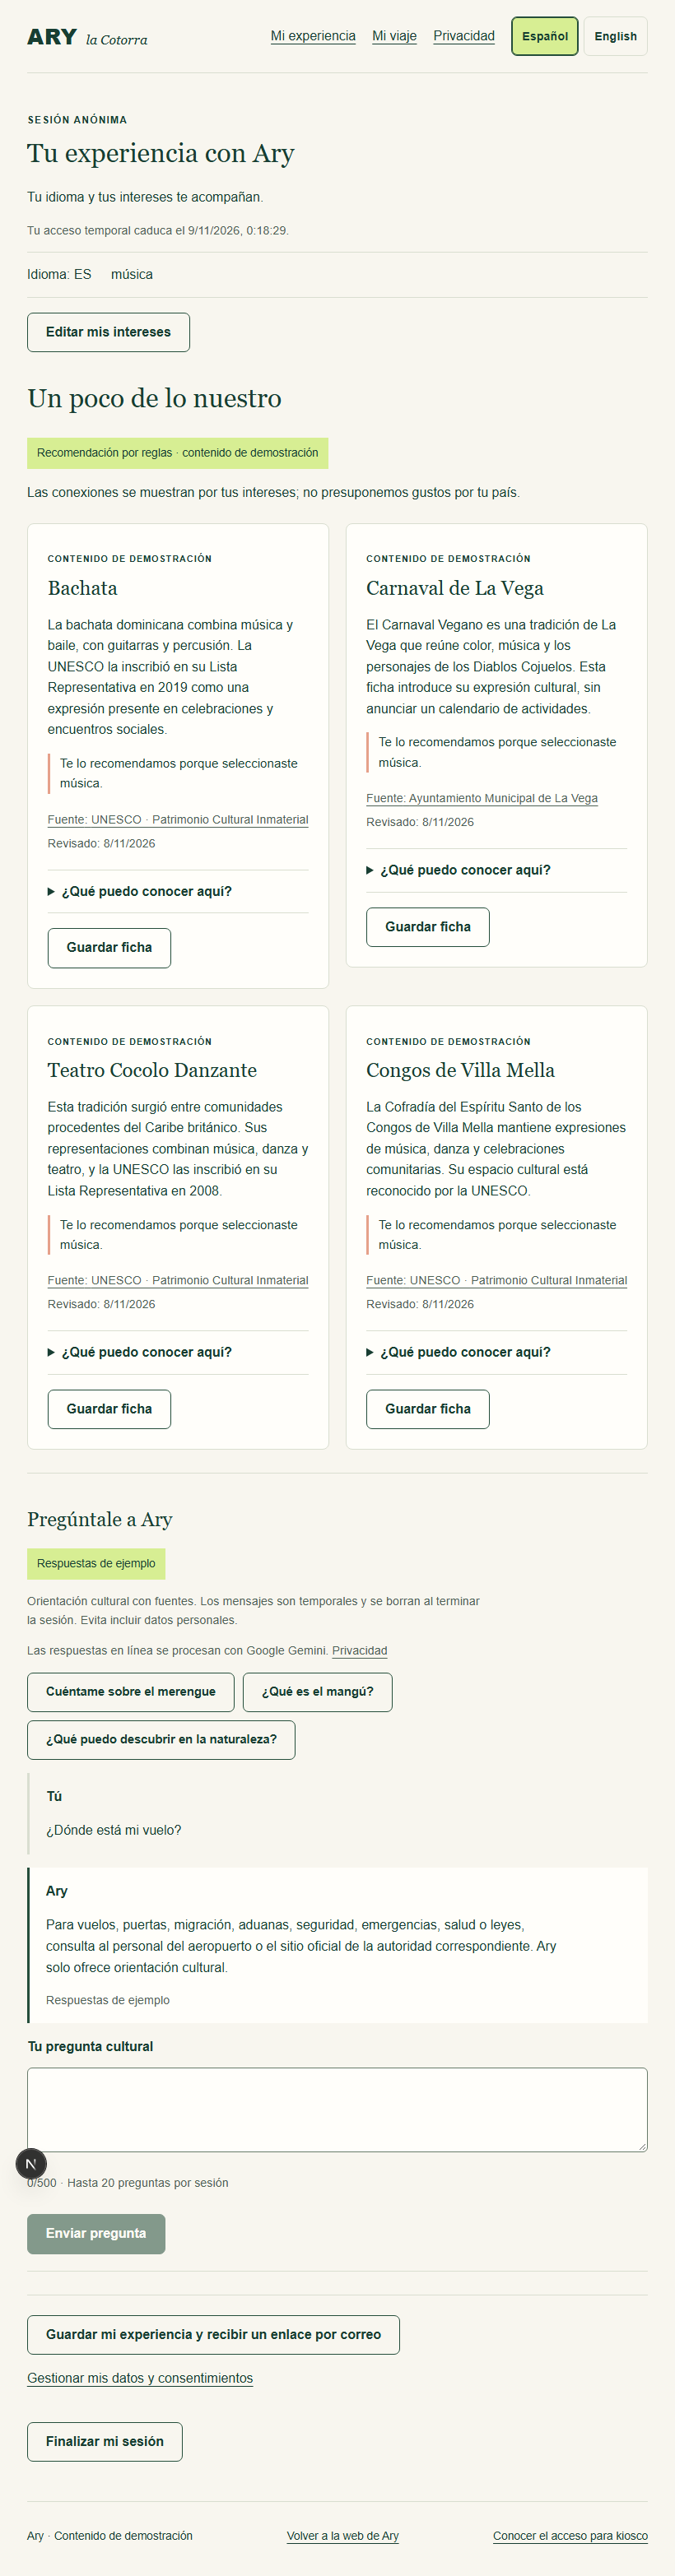 ARY la Cotorra
Mi experiencia Mi viaje Privacidad Español English
SESIÓN ANÓNIMA
Tu experiencia con Ary
Tu idioma y tus intereses te acompañan.
Tu acceso temporal caduca el 9/11/2026, 0:18:29.
Idioma: ES música
Editar mis intereses
Un poco de lo nuestro
Recomendación por reglas · contenido de demostración
Las conexiones se muestran por tus intereses; no presuponemos gustos por tu país.
CONTENIDO DE DEMOSTRACIÓN
Bachata
La bachata dominicana combina música y
baile, con guitarras y percusión. La
UNESCO la inscribió en su Lista
Representativa en 2019 como una
expresión presente en celebraciones y
encuentros sociales.
Te lo recomendamos porque seleccionaste
música.
Fuente: UNESCO · Patrimonio Cultural Inmaterial
Revisado: 8/11/2026
▶ ¿Qué puedo conocer aquí?
Guardar ficha
CONTENIDO DE DEMOSTRACIÓN
Carnaval de La Vega
El Carnaval Vegano es una tradición de La
Vega que reúne color, música y los
personajes de los Diablos Cojuelos. Esta
ficha introduce su expresión cultural, sin
anunciar un calendario de actividades.
Te lo recomendamos porque seleccionaste
música.
Fuente: Ayuntamiento Municipal de La Vega
Revisado: 8/11/2026
▶ ¿Qué puedo conocer aquí?
Guardar ficha
CONTENIDO DE DEMOSTRACIÓN
Teatro Cocolo Danzante
Esta tradición surgió entre comunidades
procedentes del Caribe británico. Sus
representaciones combinan música, danza y
teatro, y la UNESCO las inscribió en su
Lista Representativa en 2008.
Te lo recomendamos porque seleccionaste
música.
Fuente: UNESCO · Patrimonio Cultural Inmaterial
Revisado: 8/11/2026
▶ ¿Qué puedo conocer aquí?
Guardar ficha
CONTENIDO DE DEMOSTRACIÓN
Congos de Villa Mella
La Cofradía del Espíritu Santo de los
Congos de Villa Mella mantiene expresiones
de música, danza y celebraciones
comunitarias. Su espacio cultural está
reconocido por la UNESCO.
Te lo recomendamos porque seleccionaste
música.
Fuente: UNESCO · Patrimonio Cultural Inmaterial
Revisado: 8/11/2026
▶ ¿Qué puedo conocer aquí?
Guardar ficha
Pregúntale a Ary
Respuestas de ejemplo
Orientación cultural con fuentes. Los mensajes son temporales y se borran al terminar
la sesión. Evita incluir datos personales.
Las respuestas en línea se procesan con Google Gemini. Privacidad
Cuéntame sobre el merengue ¿Qué es el mangú?
¿Qué puedo descubrir en la naturaleza?
Tú
¿Dónde está mi vuelo?
Ary
Para vuelos, puertas, migración, aduanas, seguridad, emergencias, salud o leyes,
consulta al personal del aeropuerto o el sitio oficial de la autoridad correspondiente. Ary
solo ofrece orientación cultural.
Respuestas de ejemplo
Tu pregunta cultural
N
0/500 · Hasta 20 preguntas por sesión
Enviar pregunta
Guardar mi experiencia y recibir un enlace por correo
Gestionar mis datos y consentimientos
Finalizar mi sesión
Ary · Contenido de demostración Volver a la web de Ary Conocer el acceso para kiosco